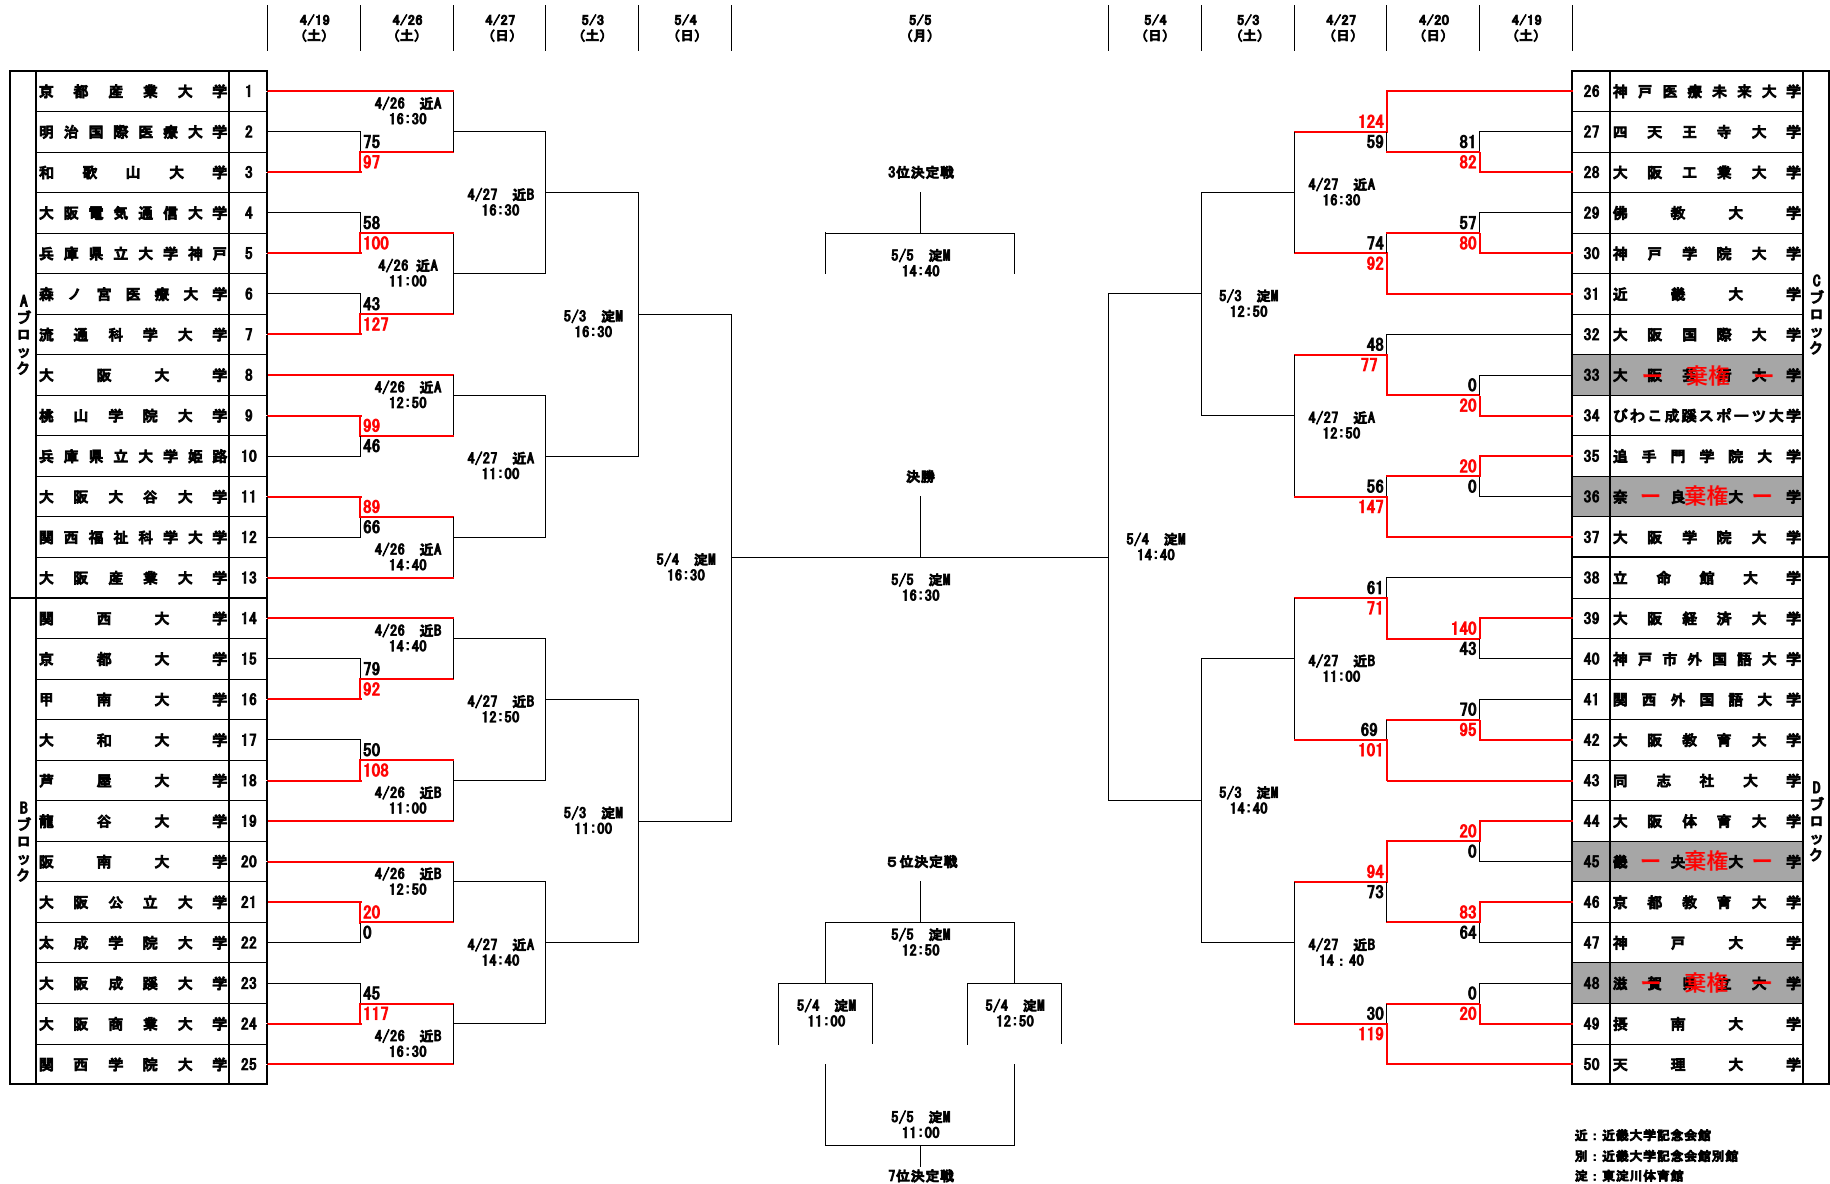 4/19 4/26 4/27 5/3 5/4 5/5 5/4 5/3 4/27 4/20 4/19
(土) (土) (日) (土) (日) (月) (日) (土) (日) (日) (土)
Aブロック
京都産業大学 1
明治国際医療大学 2
和歌山大学 3
大阪電気通信大学 4
兵庫県立大学神戸 5
森ノ宮医療大学 6
流通科学大学 7
大阪大学 8
桃山学院大学 9
兵庫県立大学姫路 10
大阪大谷大学 11
関西福祉科学大学 12
大阪産業大学 13
Bブロック
関西大学 14
京都大学 15
甲南大学 16
大和大学 17
芦屋大学 18
龍谷大学 19
阪南大学 20
大阪公立大学 21
太成学院大学 22
大阪成蹊大学 23
大阪商業大学 24
関西学院大学 25
4/26 近A
16:30
75
97
58
100
4/26 近A
11:00
43
127
4/26 近A
12:50
99
46
89
66
4/26 近A
14:40
4/26 近B
14:40
79
92
50
108
4/26 近B
11:00
4/26 近B
12:50
20
0
45
117
4/26 近B
16:30
4/27 近B
16:30
4/27 近A
11:00
4/27 近B
12:50
4/27 近A
14:40
5/3 淀M
16:30
5/3 淀M
11:00
5/4 淀M
16:30
3位決定戦
5/5 淀M
14:40
決勝
5/5 淀M
16:30
5位決定戦
5/5 淀M
12:50
5/4 淀M
11:00
5/4 淀M
12:50
5/5 淀M
11:00
7位決定戦
5/4 淀M
14:40
5/3 淀M
12:50
5/3 淀M
14:40
124
59
4/27 近A
16:30
74
92
48
77
4/27 近A
12:50
56
147
61
71
4/27 近B
11:00
69
101
94
73
4/27 近B
14:40
30
119
81
82
57
80
0
20
20
0
140
43
70
95
20
0
83
64
0
20
Cブロック
26 神戸医療未来大学
27 四天王寺大学
28 大阪工業大学
29 佛教大学
30 神戸学院大学
31 近畿大学
32 大阪国際大学
33 大阪芸術大学
ー 棄権 ー
34 びわこ成蹊スポーツ大学
35 追手門学院大学
36 奈良大学
ー 棄権 ー
37 大阪学院大学
Dブロック
38 立命館大学
39 大阪経済大学
40 神戸市外国語大学
41 関西外国語大学
42 大阪教育大学
43 同志社大学
44 大阪体育大学
45 畿央大学
ー 棄権 ー
46 京都教育大学
47 神戸大学
48 滋賀県立大学
ー 棄権 ー
49 摂南大学
50 天理大学
近：近畿大学記念会館
別：近畿大学記念会館別館
淀：東淀川体育館